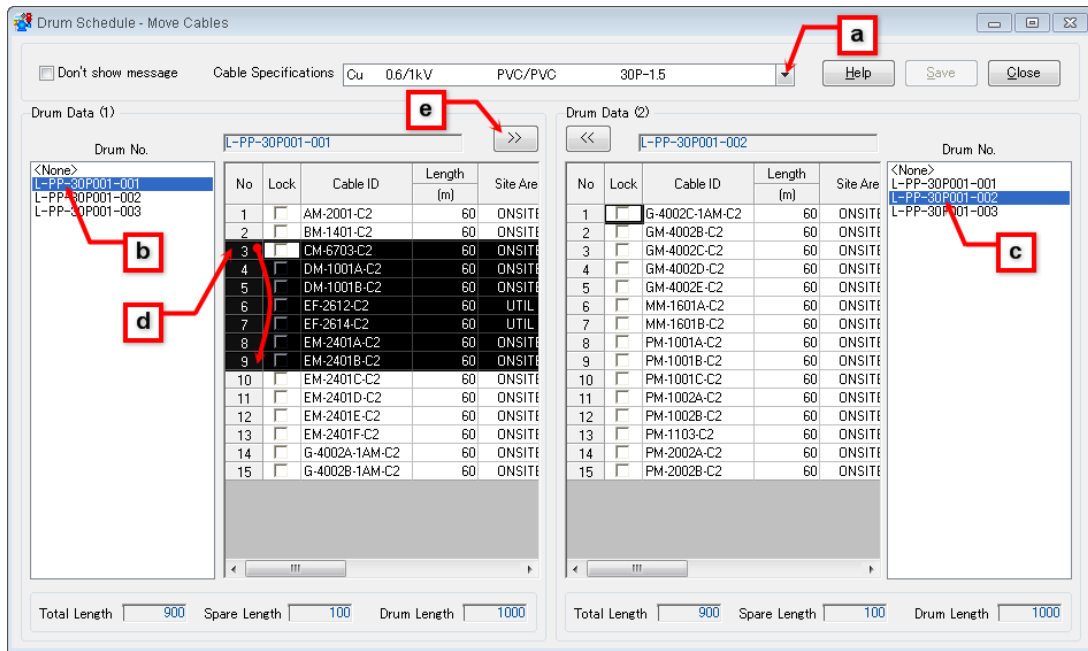 Drum Schedule - Move Cables
a
Don't show message Cable Specifications Cu 0.6/1kV PVC/PVC 30P-1.5 Help Save Close
e
Drum Data (1)
Drum No.
<None>
L-PP-30P001-001
L-PP-30P001-002
L-PP-30P001-003
b
d
L-PP-30P001-001 >>
No Lock Cable ID Length (m) Site Are
1 AM-2001-C2 60 ONSITE
2 BM-1401-C2 60 ONSITE
3 CM-6703-C2 60 ONSITE
4 DM-1001A-C2 60 ONSITE
5 DM-1001B-C2 60 ONSITE
6 EF-2612-C2 60 UTIL
7 EF-2614-C2 60 UTIL
8 EM-2401A-C2 60 ONSITE
9 EM-2401B-C2 60 ONSITE
10 EM-2401C-C2 60 ONSITE
11 EM-2401D-C2 60 ONSITE
12 EM-2401E-C2 60 ONSITE
13 EM-2401F-C2 60 ONSITE
14 G-4002A-1AM-C2 60 ONSITE
15 G-4002B-1AM-C2 60 ONSITE
Total Length 900 Spare Length 100 Drum Length 1000
Drum Data (2)
<< L-PP-30P001-002
No Lock Cable ID Length (m) Site Are
1 G-4002C-1AM-C2 60 ONSITE
2 GM-4002B-C2 60 ONSITE
3 GM-4002C-C2 60 ONSITE
4 GM-4002D-C2 60 ONSITE
5 GM-4002E-C2 60 ONSITE
6 MM-1601A-C2 60 ONSITE
7 MM-1601B-C2 60 ONSITE
8 PM-1001A-C2 60 ONSITE
9 PM-1001B-C2 60 ONSITE
10 PM-1001C-C2 60 ONSITE
11 PM-1002A-C2 60 ONSITE
12 PM-1002B-C2 60 ONSITE
13 PM-1103-C2 60 ONSITE
14 PM-2002A-C2 60 ONSITE
15 PM-2002B-C2 60 ONSITE
Drum No.
<None>
L-PP-30P001-001
L-PP-30P001-002
L-PP-30P001-003
c
Total Length 900 Spare Length 100 Drum Length 1000